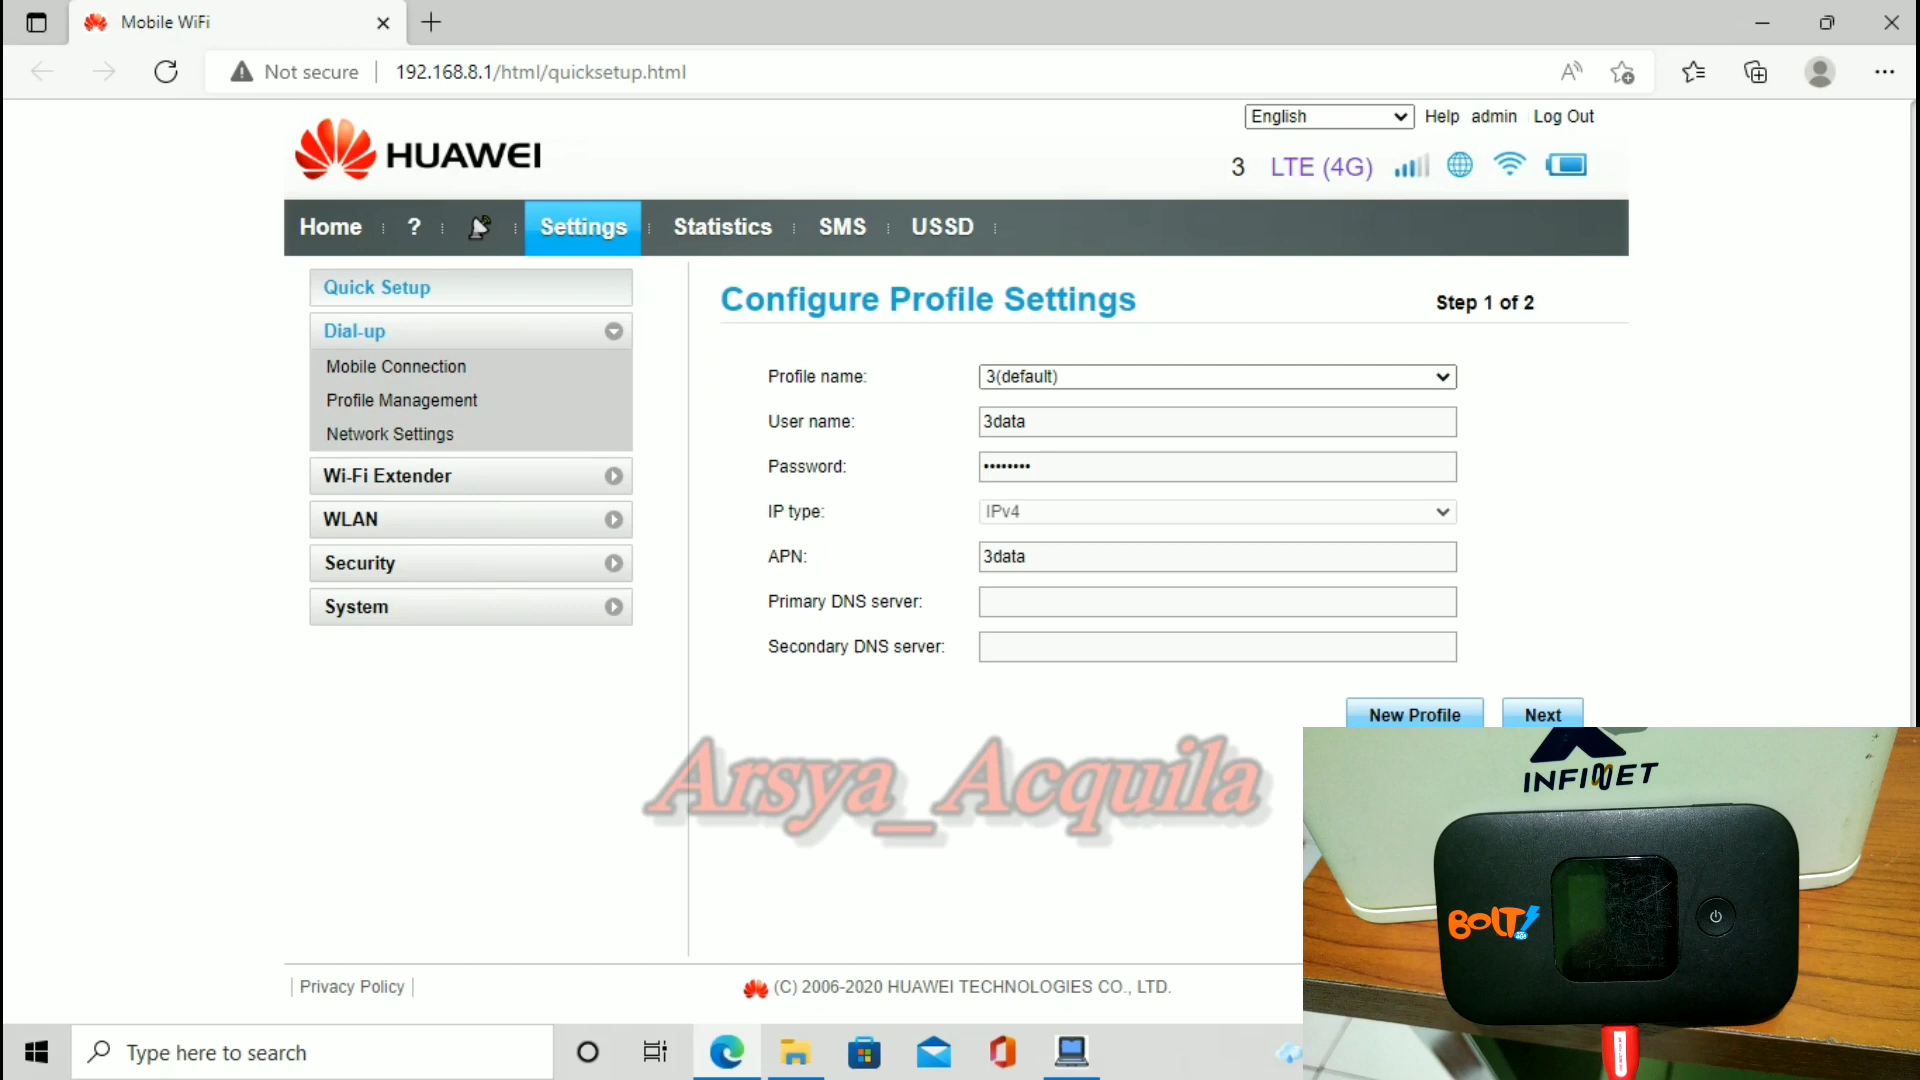 Mobile WiFi
Not secure
192.168.8.1/html/quicksetup.html
English
Help
admin
Log Out
HUAWEI
3 LTE (4G)
Home
?
Settings
Statistics
SMS
USSD
Quick Setup
Dial-up
Mobile Connection
Profile Management
Network Settings
Wi-Fi Extender
WLAN
Security
System
Configure Profile Settings
Step 1 of 2
Profile name:
3(default)
User name:
3data
Password:
••••••••
IP type:
IPv4
APN:
3data
Primary DNS server:
Secondary DNS server:
New Profile
Next
Arsya_Acquila
INFINET
BOLT!
Privacy Policy
(C) 2006-2020 HUAWEI TECHNOLOGIES CO., LTD.
Type here to search